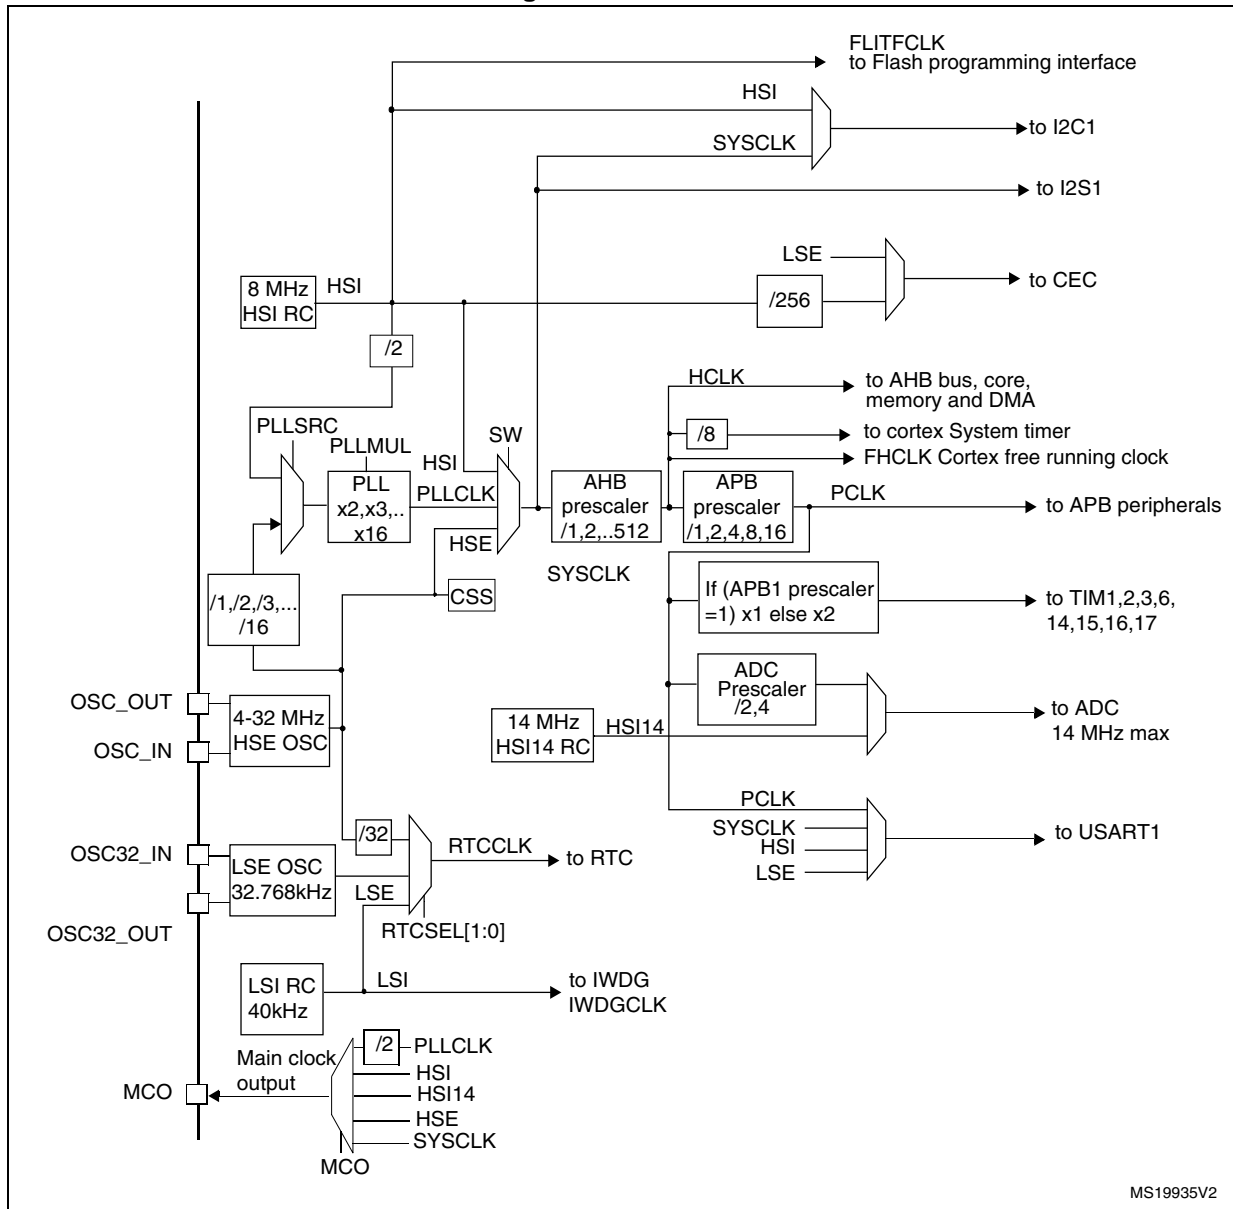 FLITFCLK
to Flash programming interface
HSI
to I2C1
SYSCLK
to I2S1
LSE
to CEC
8 MHz
HSI RC
HSI
/256
/2
HCLK
to AHB bus, core,
memory and DMA
PLLSRC
PLLMUL
SW
/8
to cortex System timer
FHCLK Cortex free running clock
HSI
PLL
x2,x3,..
x16
PLLCLK
AHB
prescaler
/1,2,..512
APB
prescaler
/1,2,4,8,16
PCLK
to APB peripherals
HSE
SYSCLK
/1,/2,/3,...
/16
CSS
If (APB1 prescaler
=1) x1 else x2
to TIM1,2,3,6,
14,15,16,17
OSC_OUT
4-32 MHz
HSE OSC
OSC_IN
ADC
Prescaler
/2,4
14 MHz
HSI14 RC
HSI14
to ADC
14 MHz max
PCLK
SYSCLK
HSI
LSE
to USART1
/32
RTCCLK
to RTC
OSC32_IN
LSE OSC
32.768kHz
LSE
OSC32_OUT
RTCSEL[1:0]
LSI RC
40kHz
LSI
to IWDG
IWDGCLK
/2
PLLCLK
Main clock
output
HSI
MCO
HSI14
HSE
SYSCLK
MCO
MS19935V2